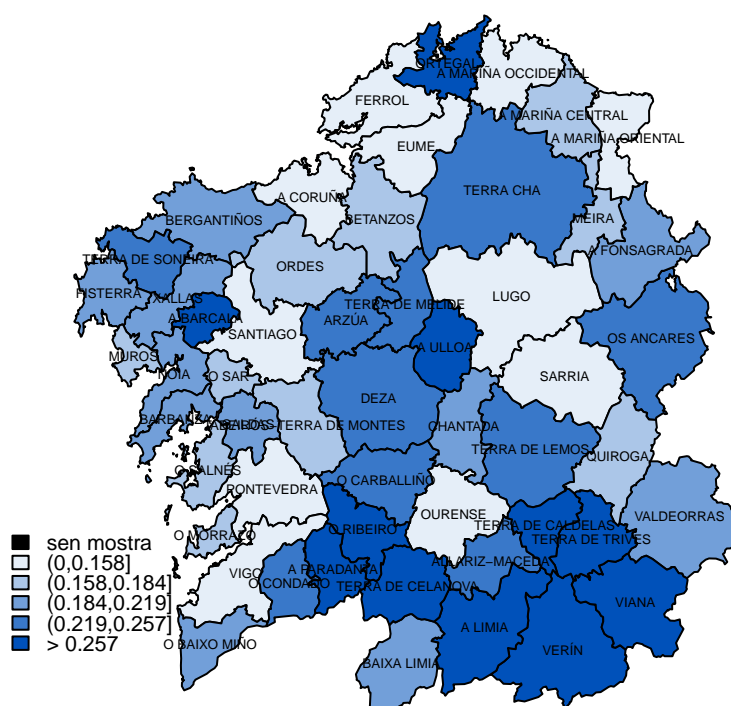 ORTEGAL
A MARIÑA OCCIDENTAL
FERROL
A MARIÑA CENTRAL
A MARIÑA ORIENTAL
EUME
TERRA CHA
A CORUÑA
BERGANTIÑOS
BETANZOS
MEIRA
A FONSAGRADA
TERRA DE SONEIRA
ORDES
FISTERRA
XALLAS
LUGO
TERRA DE MELIDE
A BARCALA
ARZÚA
SANTIAGO
OS ANCARES
A ULLOA
MUROS
NOIA
O SAR
SARRIA
DEZA
BARBANZA
CALDAS
TABEIRÓS−TERRA DE MONTES
CHANTADA
TERRA DE LEMOS
QUIROGA
O SALNÉS
O CARBALLIÑO
PONTEVEDRA
OURENSE
VALDEORRAS
O MORRAZO
O RIBEIRO
TERRA DE CALDELAS
TERRA DE TRIVES
ALLARIZ−MACEDA
A PARADANTA
VIGO
O CONDADO
TERRA DE CELANOVA
VIANA
A LIMIA
O BAIXO MIÑO
BAIXA LIMIA
VERÍN
sen mostra
(0,0.158]
(0.158,0.184]
(0.184,0.219]
(0.219,0.257]
> 0.257